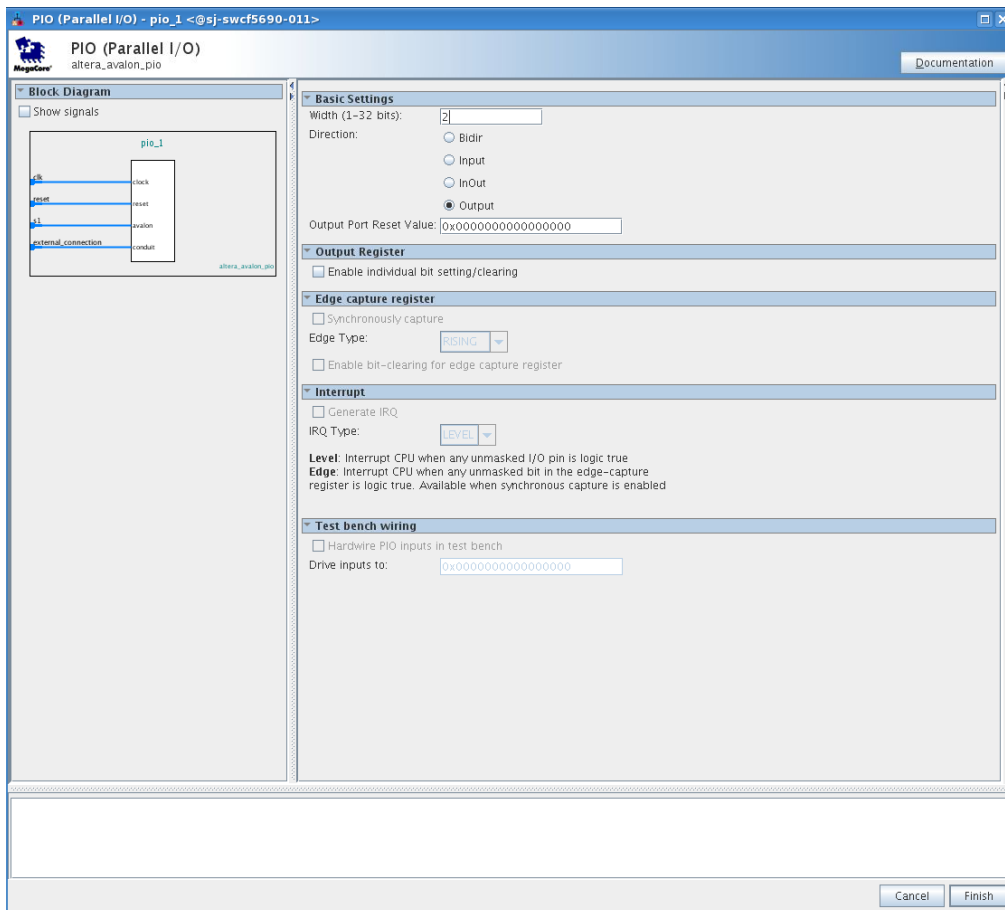 PIO (Parallel I/O) - pio_1 <@sj-swcf5690-011>
PIO (Parallel I/O)
altera_avalon_pio
MegaCore'
Documentation
Block Diagram
Show signals
pio_1
clk
clock
reset
reset
s1
avalon
external_connection
conduit
altera_avalon_pio
Basic Settings
Width (1-32 bits): 2
Direction:
Bidir
Input
InOut
Output
Output Port Reset Value: 0x0000000000000000
Output Register
Enable individual bit setting/clearing
Edge capture register
Synchronously capture
Edge Type: RISING
Enable bit-clearing for edge capture register
Interrupt
Generate IRQ
IRQ Type: LEVEL
Level: Interrupt CPU when any unmasked I/O pin is logic true
Edge: Interrupt CPU when any unmasked bit in the edge-capture
register is logic true. Available when synchronous capture is enabled
Test bench wiring
Hardwire PIO inputs in test bench
Drive inputs to: 0x0000000000000000
Cancel
Finish